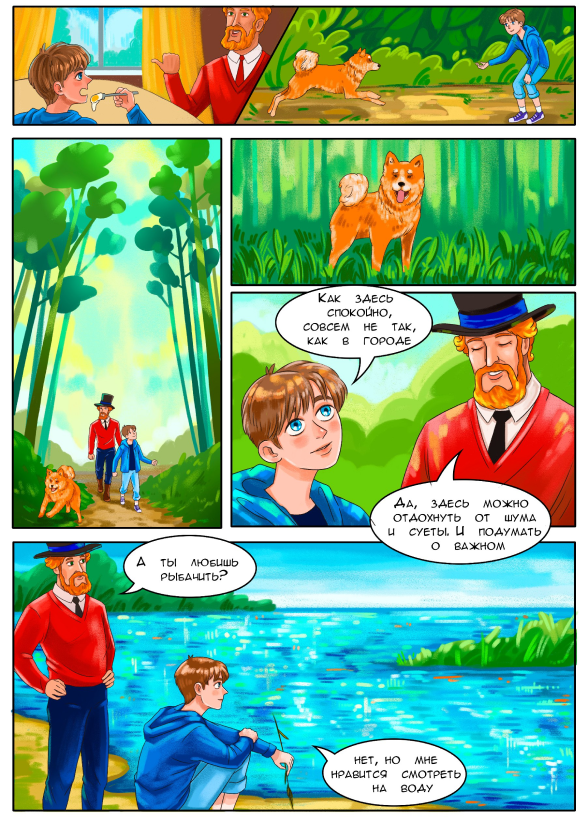 Как здесь
спокойно,
совсем не так,
как в городе
Да, здесь можно
отдохнуть от шума
и суеты. И подумать
о важном
А ты любишь
рыбачить?
нет, но мне
нравится смотреть
на воду